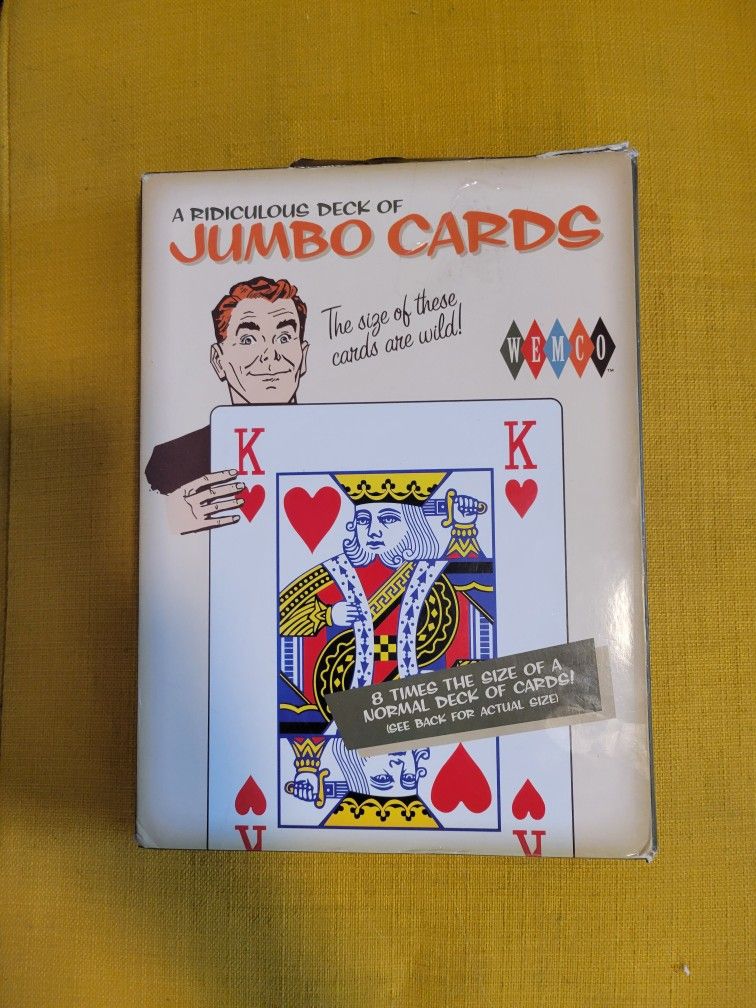 A RIDICULOUS DECK OF
JUMBO CARDS
The size of these
cards are wild!
WEMCO™
K
K
8 TIMES THE SIZE OF A
NORMAL DECK OF CARDS!
(SEE BACK FOR ACTUAL SIZE)
K
K